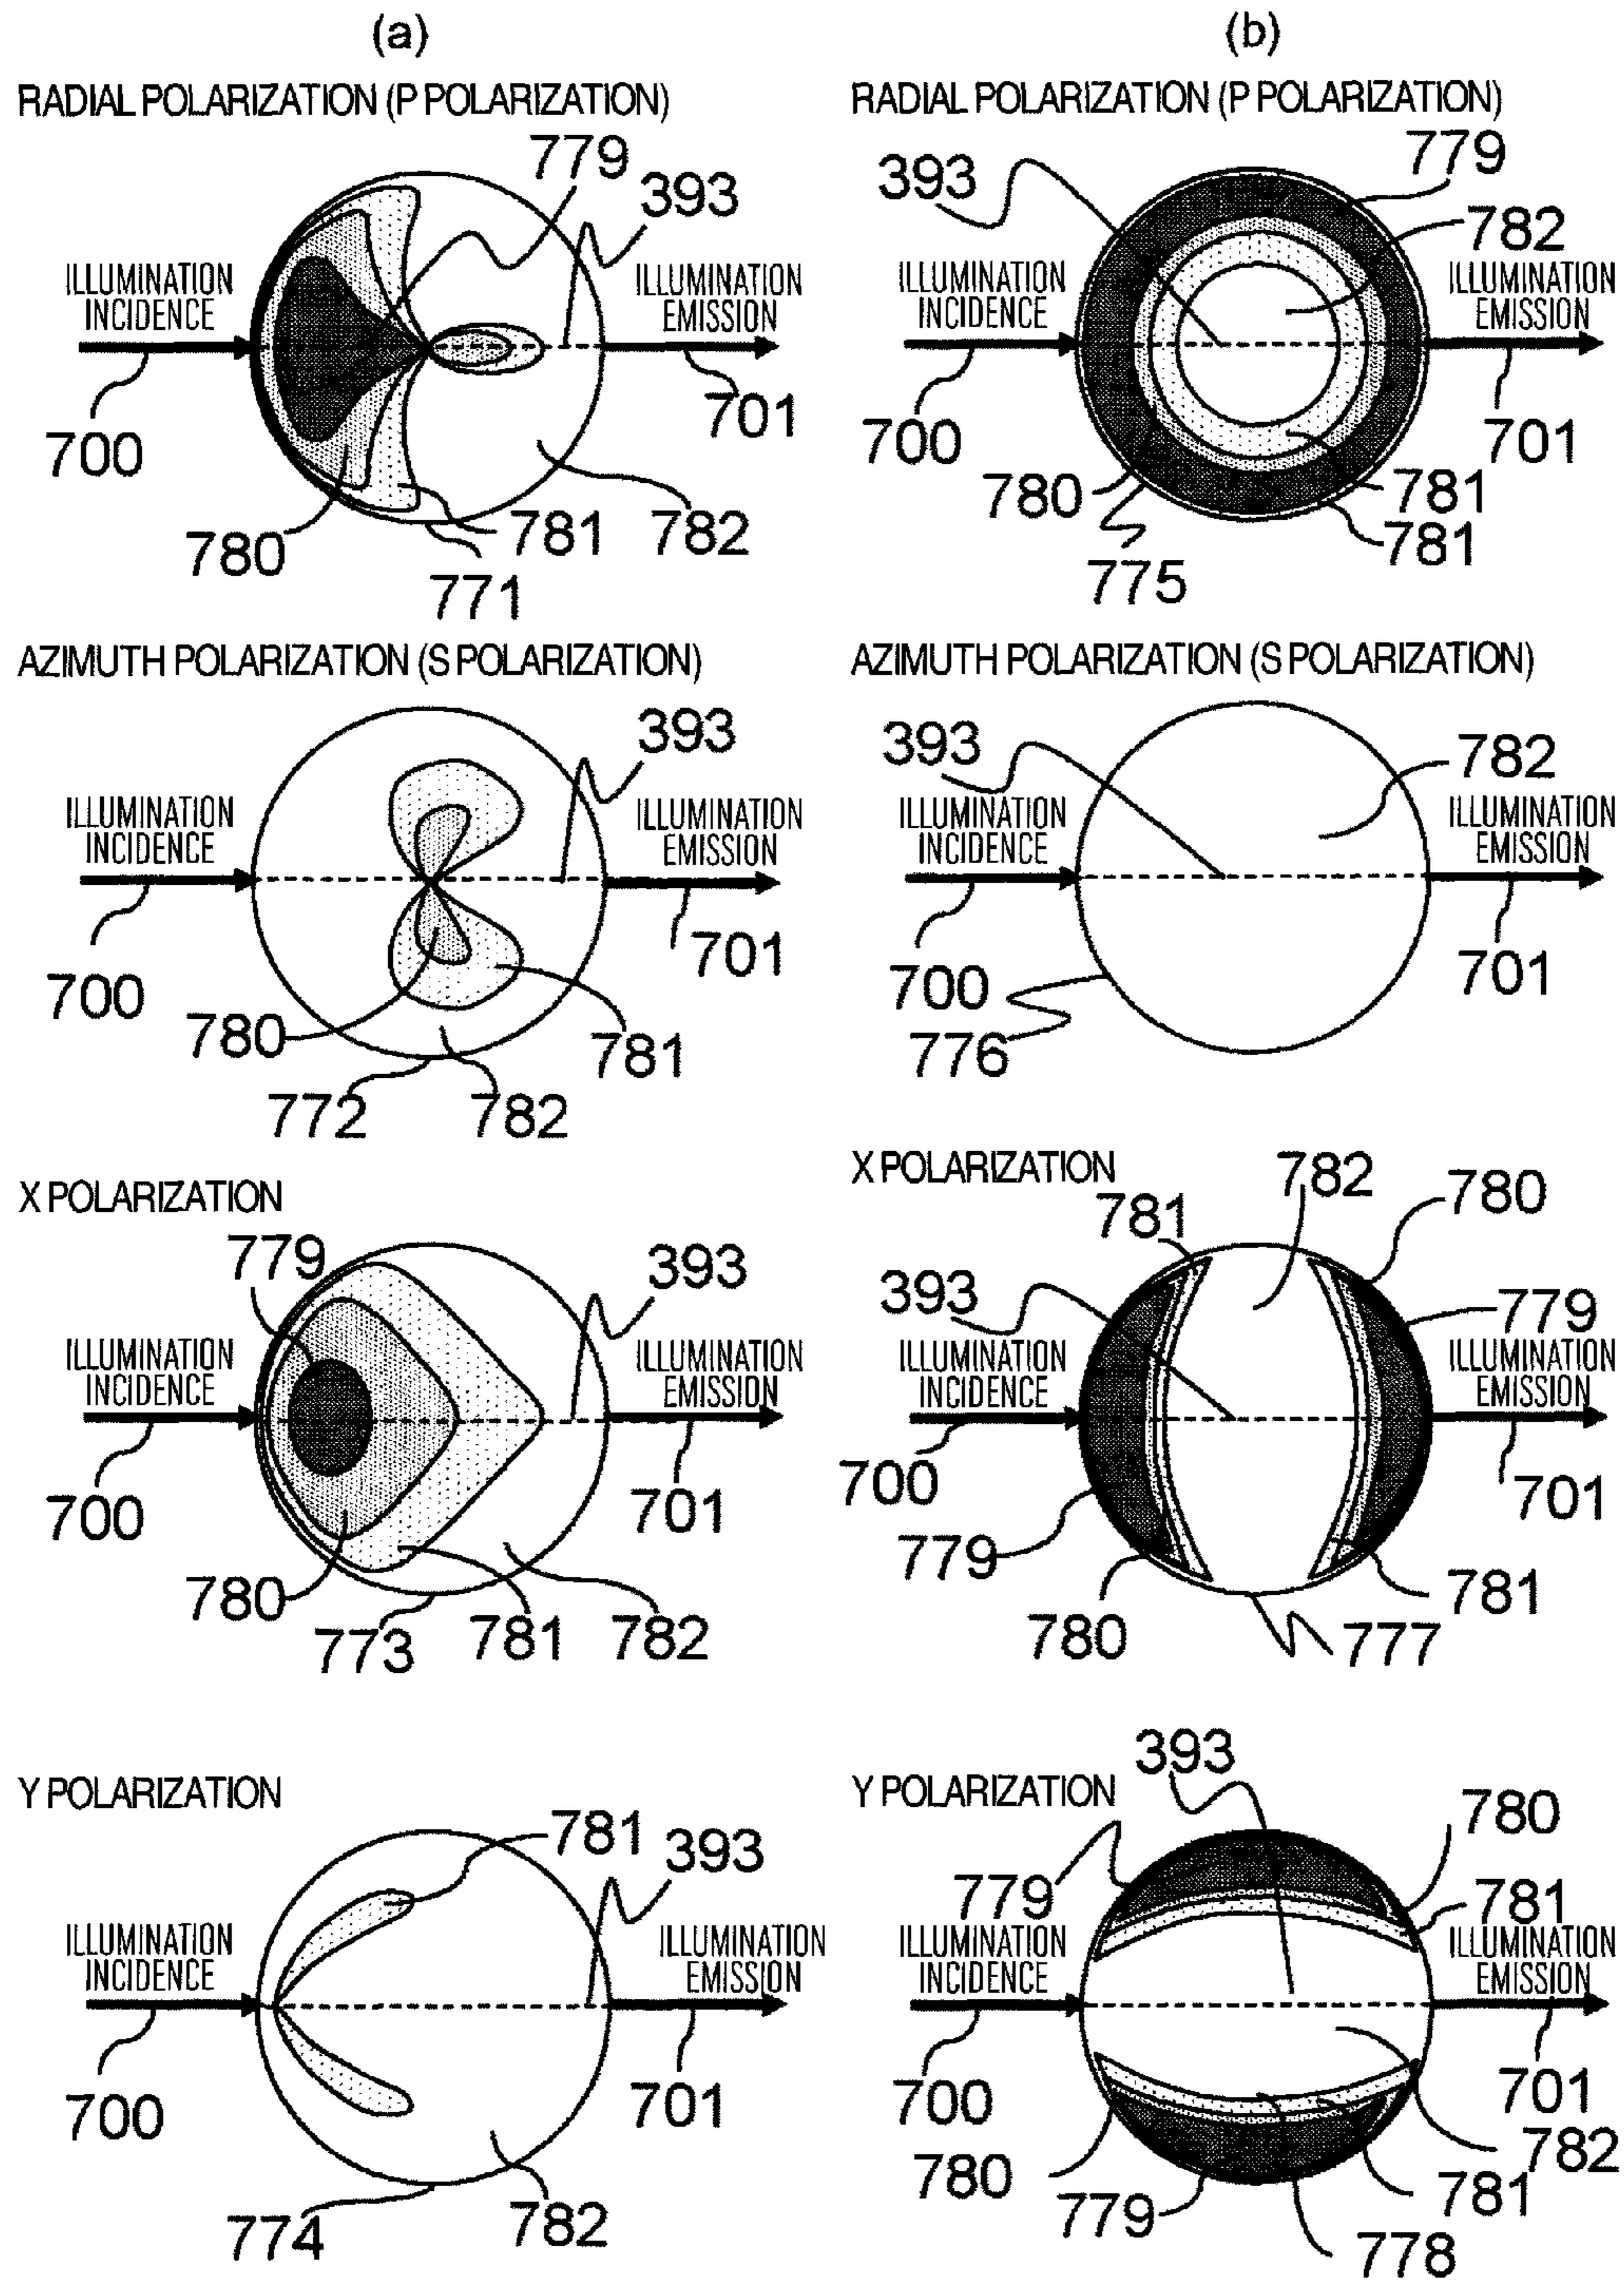 (a)
RADIAL POLARIZATION (P POLARIZATION)
779
393
ILLUMINATION
INCIDENCE
ILLUMINATION
EMISSION
700
701
780
781
782
771
AZIMUTH POLARIZATION (S POLARIZATION)
393
ILLUMINATION
INCIDENCE
ILLUMINATION
EMISSION
700
701
780
781
772
782
X POLARIZATION
779
393
ILLUMINATION
INCIDENCE
ILLUMINATION
EMISSION
700
701
780
773
781
782
Y POLARIZATION
781
393
ILLUMINATION
INCIDENCE
ILLUMINATION
EMISSION
700
701
774
782
(b)
RADIAL POLARIZATION (P POLARIZATION)
779
393
782
ILLUMINATION
INCIDENCE
ILLUMINATION
EMISSION
700
701
780
781
781
775
AZIMUTH POLARIZATION (S POLARIZATION)
393
782
ILLUMINATION
INCIDENCE
ILLUMINATION
EMISSION
700
701
776
X POLARIZATION
782
781
780
393
779
ILLUMINATION
INCIDENCE
ILLUMINATION
EMISSION
700
701
779
780
781
777
Y POLARIZATION
393
780
779
781
ILLUMINATION
INCIDENCE
ILLUMINATION
EMISSION
700
701
782
780
781
779
778